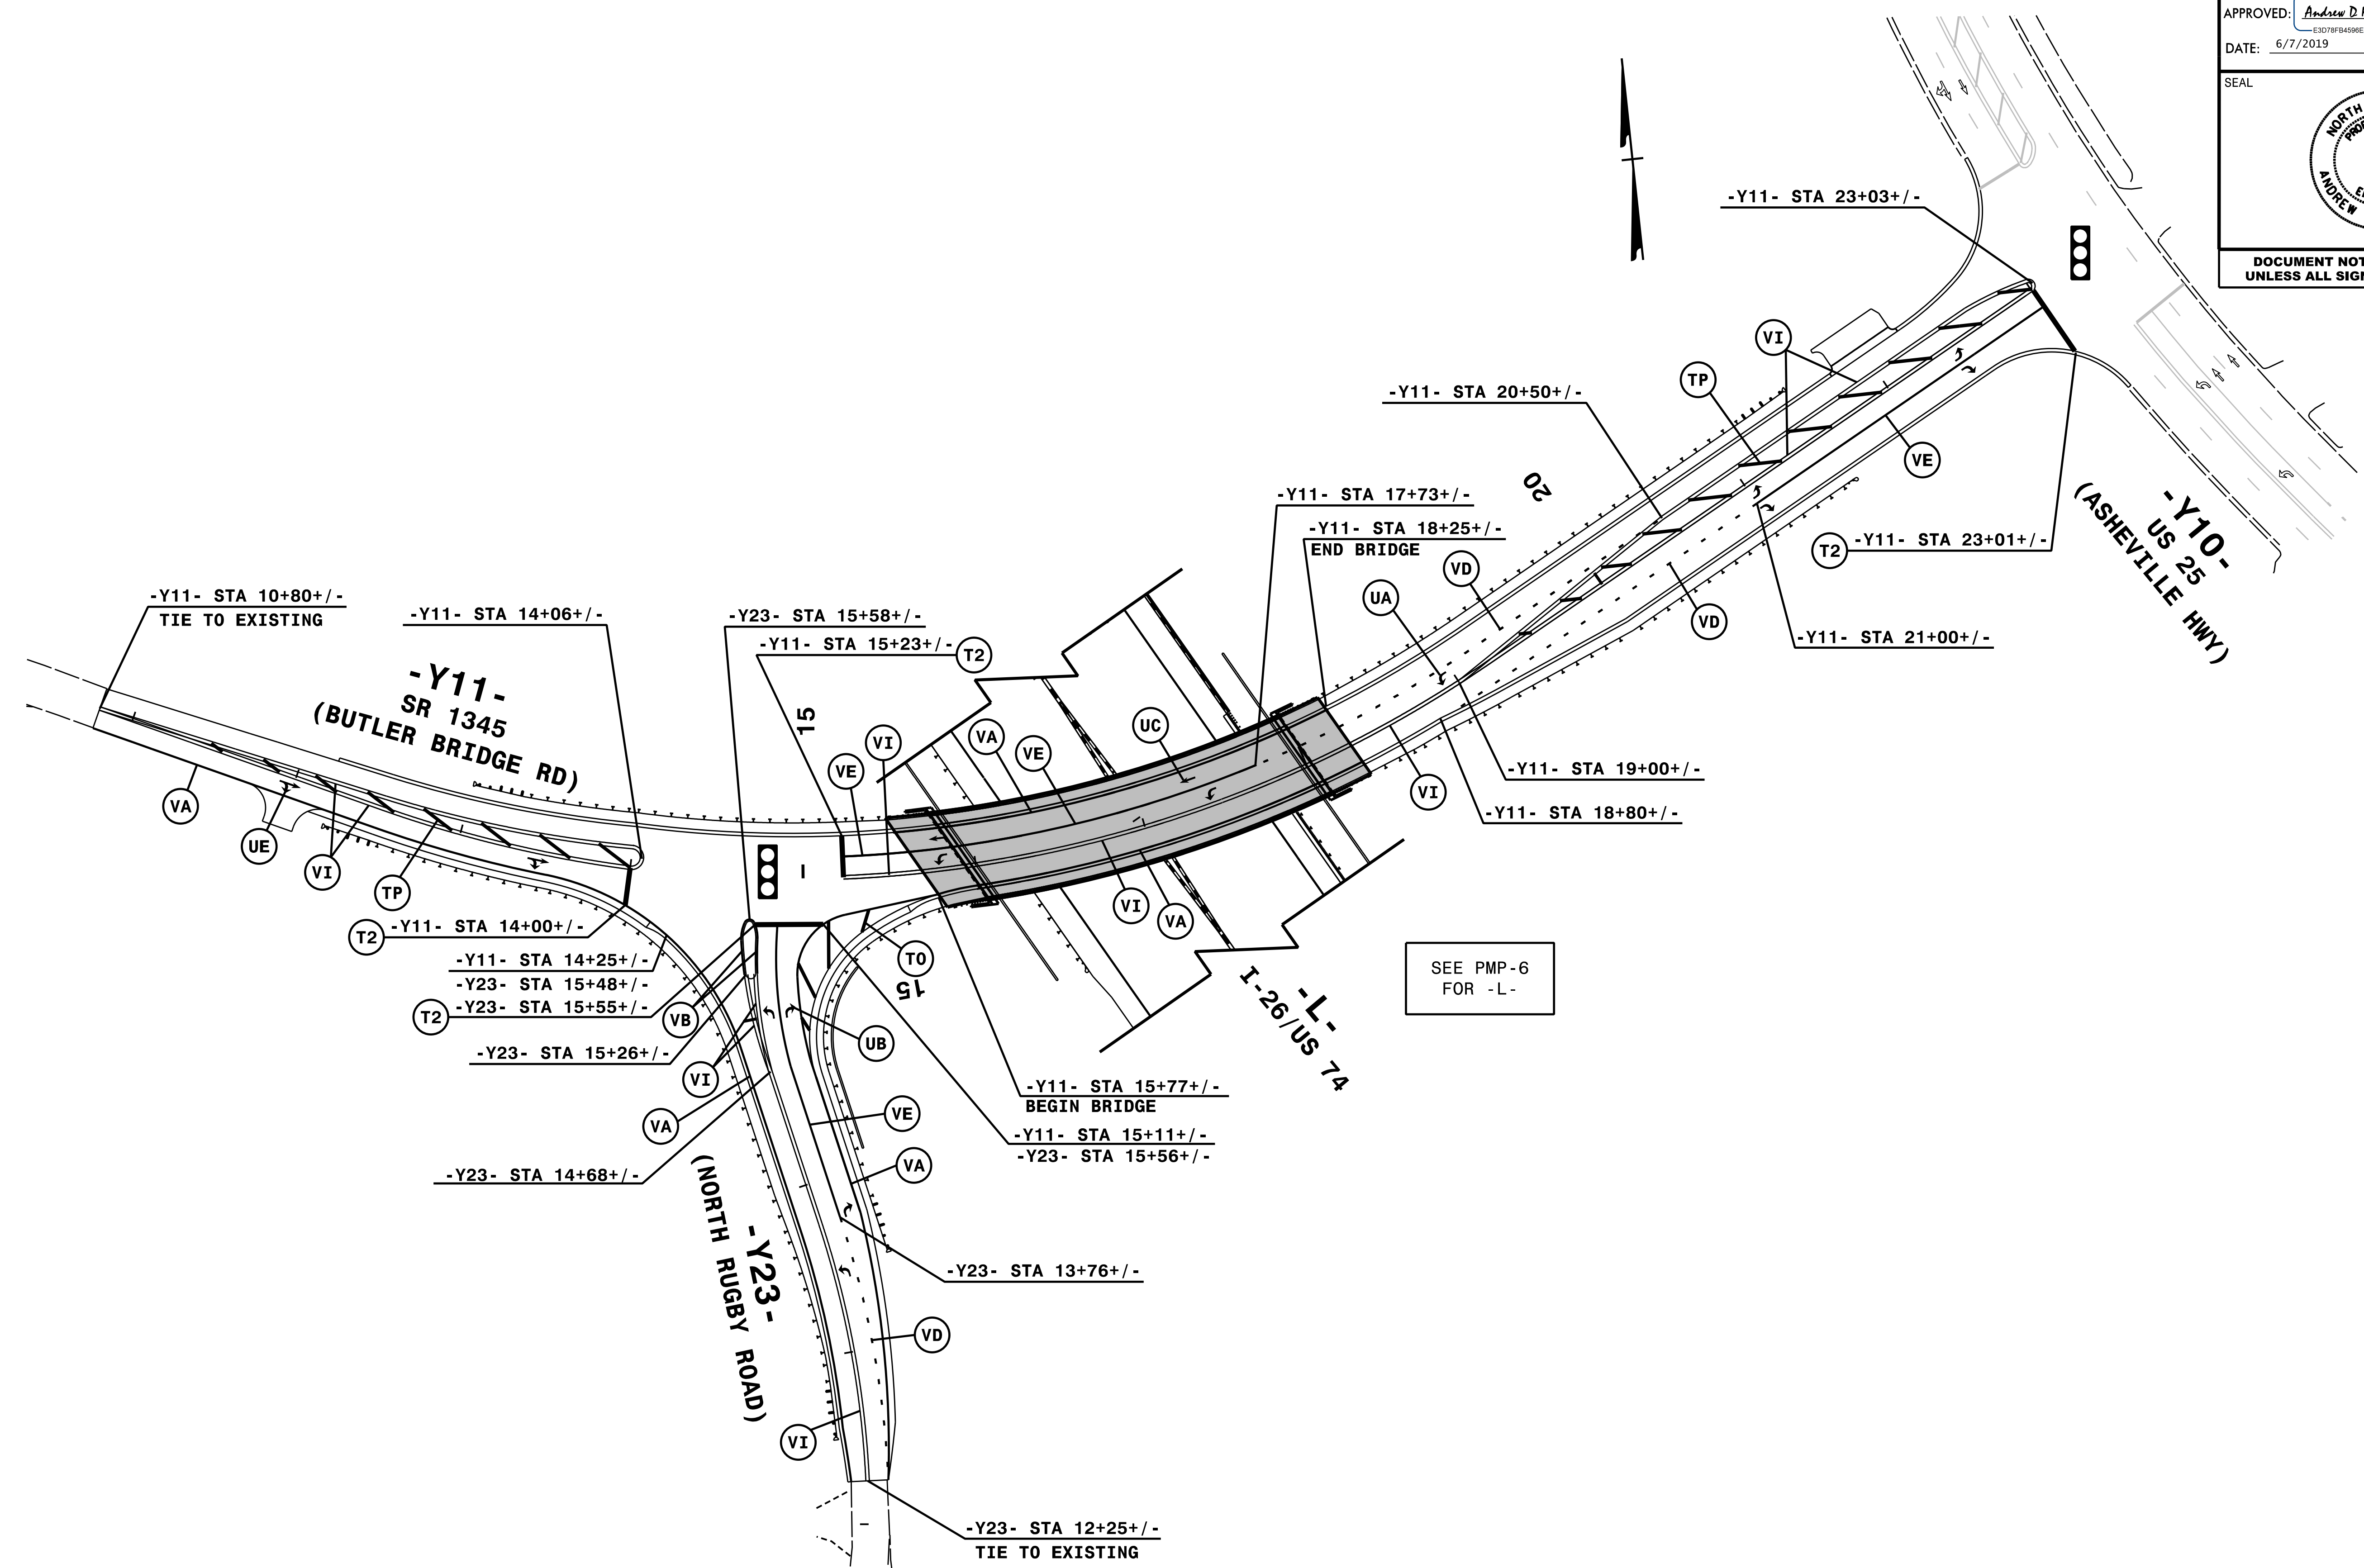 APPROVED: Andrew D.
E3D78FB4596E
DATE: 6/7/2019
SEAL
NORTH
ANDREW
DOCUMENT NOT
UNLESS ALL
-Y11- STA 23+03+/-
VI
TP
-Y11- STA 20+50+/-
VE
20
-Y11- STA 17+73+/-
-Y11- STA 18+25+/-
END BRIDGE
-Y10-
US 25
(ASHEVILLE HWY)
T2 -Y11- STA 23+01+/-
VD
UA
VD
-Y11- STA 21+00+/-
-Y11- STA 10+80+/-
TIE TO EXISTING
-Y11- STA 14+06+/-
-Y23- STA 15+58+/-
-Y11- STA 15+23+/- T2
-Y11-
SR 1345
(BUTLER BRIDGE RD)
15
VI
VA
VE
UC
VE
-Y11- STA 19+00+/-
VI
-Y11- STA 18+80+/-
VA
UE
VI
TP
VI
VA
T2 -Y11- STA 14+00+/-
-Y11- STA 14+25+/-
-Y23- STA 15+48+/-
T2 -Y23- STA 15+55+/-
VB
TO
15
SEE PMP-6
FOR -L-
-L-
I-26/US 74
-Y23- STA 15+26+/-
UB
VI
-Y11- STA 15+77+/-
BEGIN BRIDGE
VE
VA
-Y11- STA 15+11+/-
-Y23- STA 15+56+/-
VA
-Y23- STA 14+68+/-
-Y23-
(NORTH RUGBY ROAD)
-Y23- STA 13+76+/-
VD
VI
-Y23- STA 12+25+/-
TIE TO EXISTING